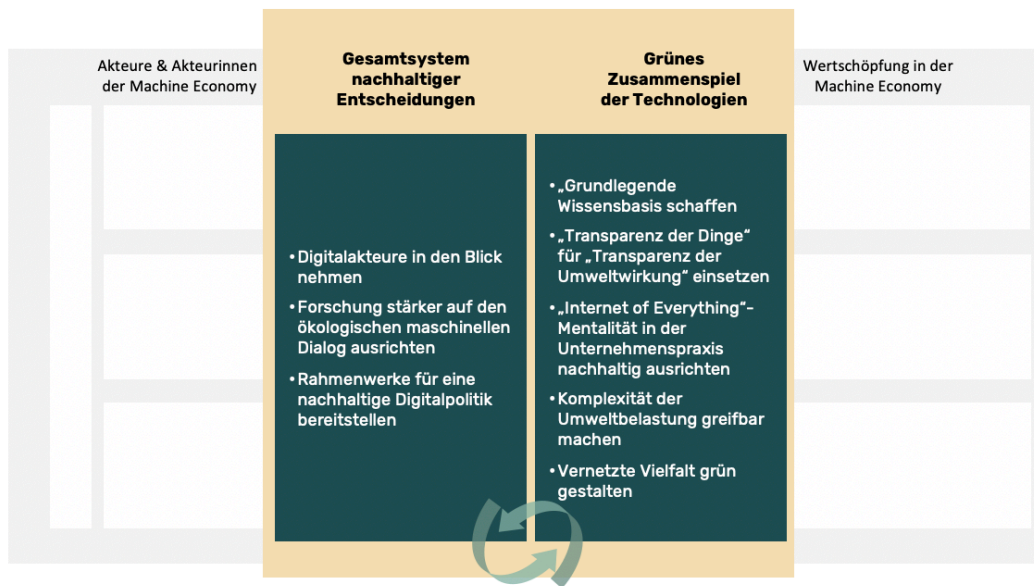 Akteure & Akteurinnen
der Machine Economy
Gesamtsystem
nachhaltiger
Entscheidungen
Grünes
Zusammenspiel
der Technologien
Wertschöpfung in der
Machine Economy
• Digitalakteure in den Blick
nehmen
• Forschung stärker auf den
ökologischen maschinellen
Dialog ausrichten
• Rahmenwerke für eine
nachhaltige Digitalpolitik
bereitstellen
• „Grundlegende
Wissensbasis schaffen
• „Transparenz der Dinge“
für „Transparenz der
Umweltwirkung“ einsetzen
• „Internet of Everything“-
Mentalität in der
Unternehmenspraxis
nachhaltig ausrichten
• Komplexität der
Umweltbelastung greifbar
machen
• Vernetzte Vielfalt grün
gestalten